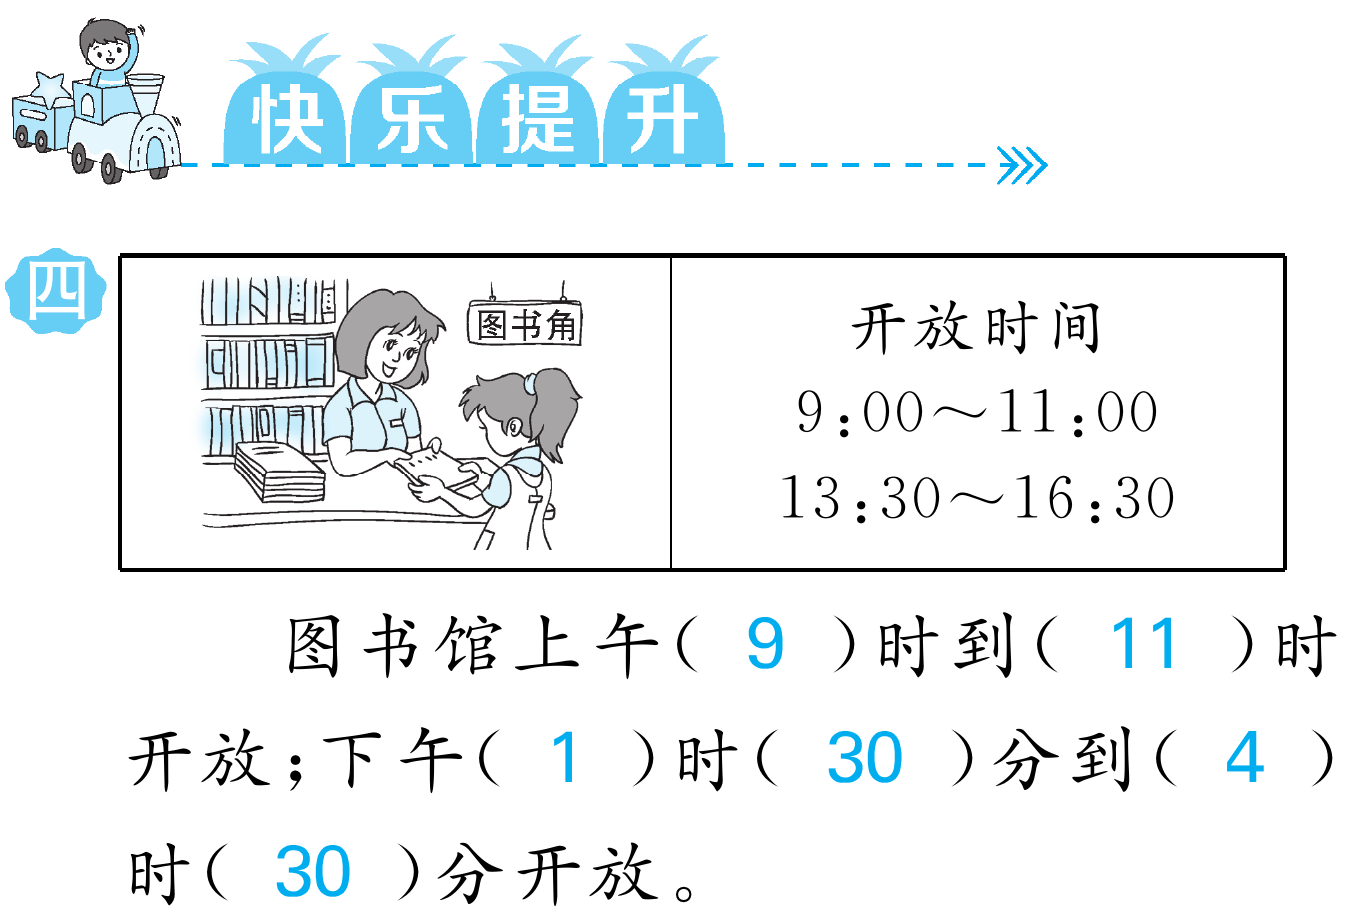 快乐提升
四
图书角
开放时间
9:00～11:00
13:30～16:30
图书馆上午( 9 )时到( 11 )时
开放;下午( 1 )时( 30 )分到( 4 )
时( 30 )分开放。